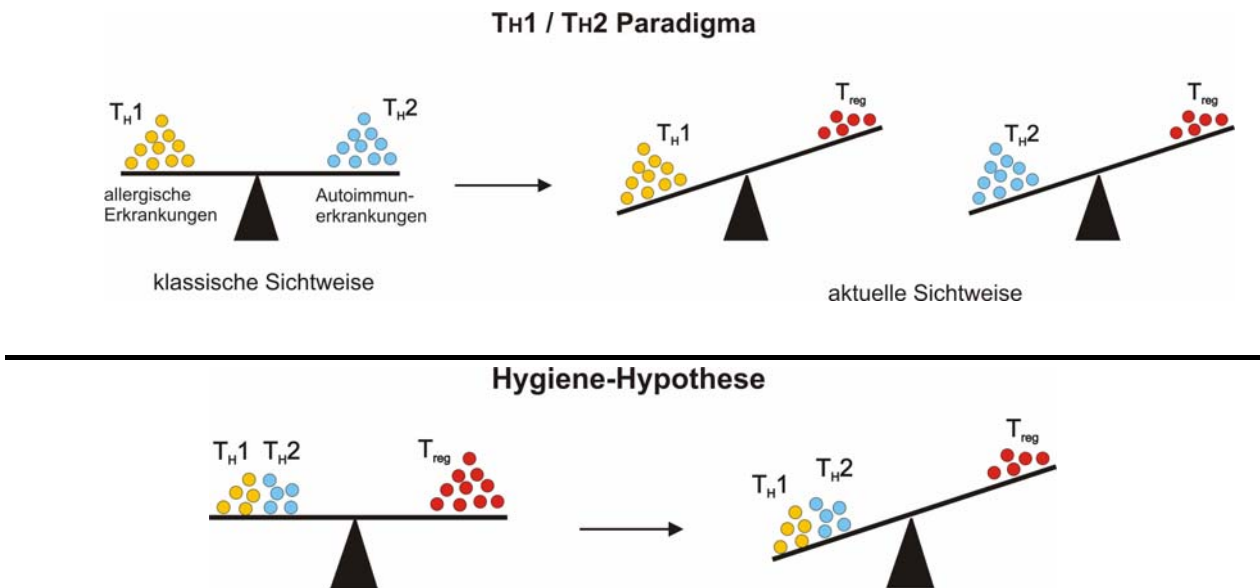 TH1 / TH2 Paradigma
TH1
TH2
allergische
Erkrankungen
Autoimmun-
erkrankungen
klassische Sichtweise
TH1
Treg
TH2
Treg
aktuelle Sichtweise
Hygiene-Hypothese
TH1 TH2
Treg
TH1
TH2
Treg